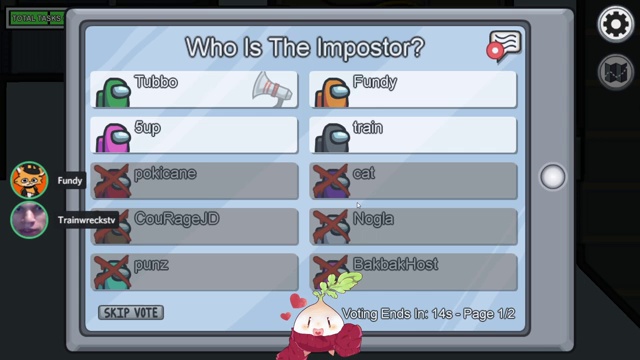 TOTAL TASKS
Who Is The Impostor?
Tubbo
Fundy
5up
train
pokicane
cat
CouRageJD
Nogla
punz
BakbakHost
Fundy
Trainwreckstv
SKIP VOTE
Voting Ends In: 14s - Page 1/2